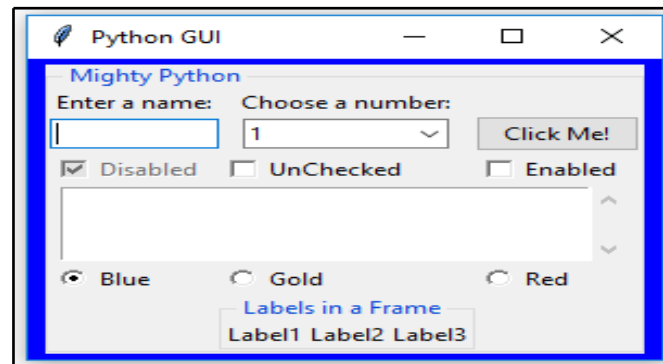 Python GUI
Mighty Python
Enter a name: Choose a number:
1 Click Me!
Disabled UnChecked Enabled
Blue Gold Red
Labels in a Frame
Label1 Label2 Label3